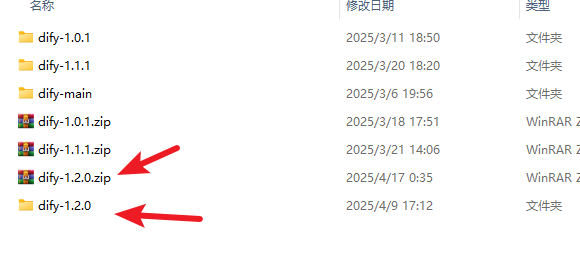 名称 修改日期 类型
dify-1.0.1 2025/3/11 18:50 文件夹
dify-1.1.1 2025/3/20 18:20 文件夹
dify-main 2025/3/6 19:56 文件夹
dify-1.0.1.zip 2025/3/18 17:51 WinRAR Z
dify-1.1.1.zip 2025/3/21 14:06 WinRAR Z
dify-1.2.0.zip 2025/4/17 0:35 WinRAR Z
dify-1.2.0 2025/4/9 17:12 文件夹